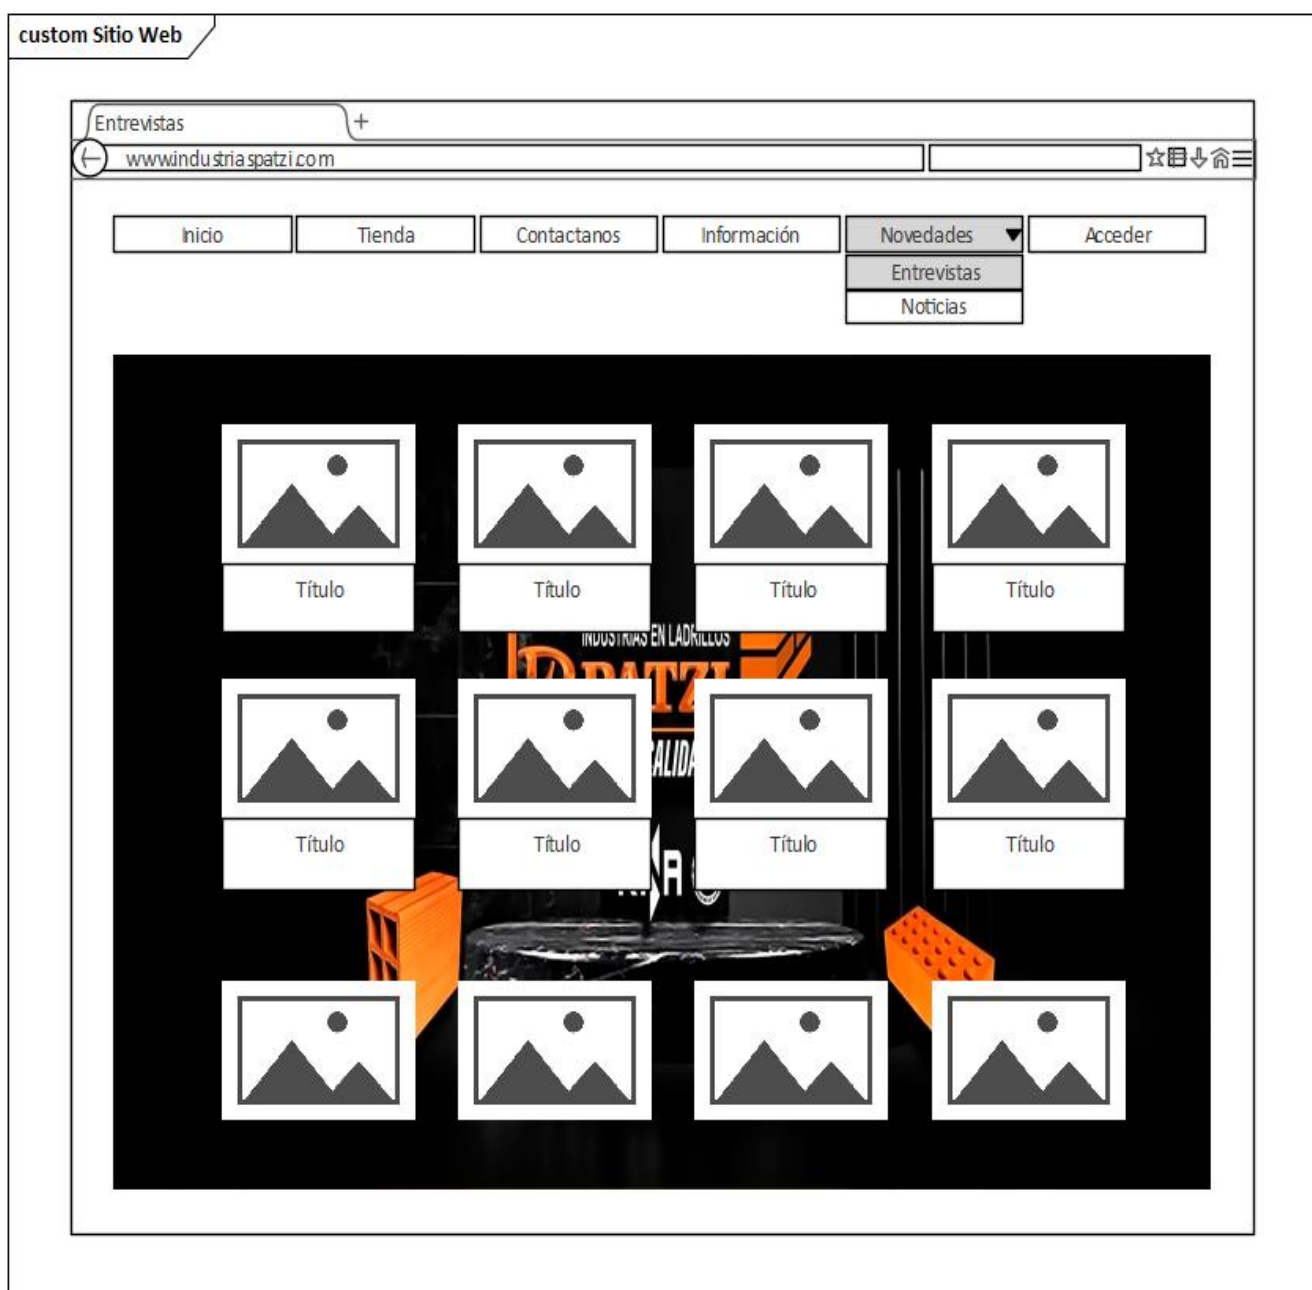 custom Sitio Web
Entrevistas +
www.industriaspatzi.com
Inicio Tienda Contactanos Información Novedades Acceder
Entrevistas
Noticias
Título Título Título Título
INDUSTRIAS EN LADRILLOS
PATZI
Título Título Título Título